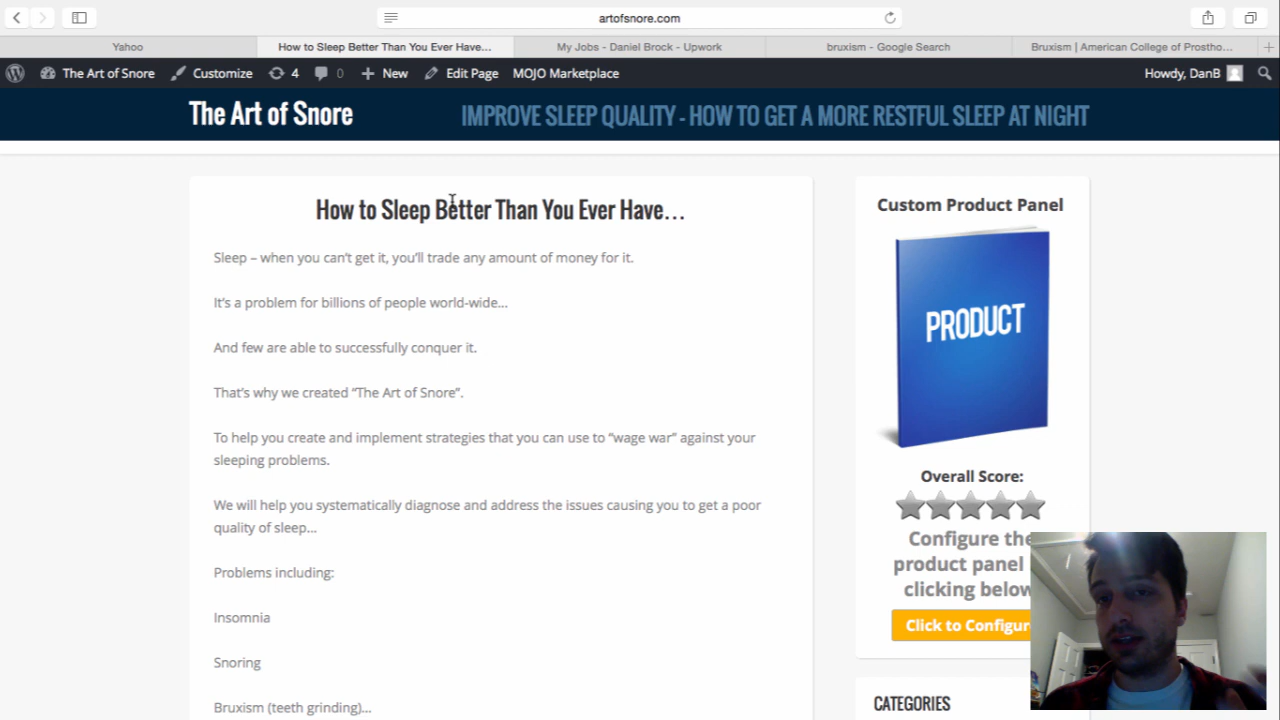 artofsnore.com
Yahoo
How to Sleep Better Than You Ever Have...
My Jobs - Daniel Brock - Upwork
bruxism - Google Search
Bruxism | American College of Prostho...
The Art of Snore
Customize
4
0
New
Edit Page
MOJO Marketplace
Howdy, DanB
The Art of Snore
IMPROVE SLEEP QUALITY - HOW TO GET A MORE RESTFUL SLEEP AT NIGHT
How to Sleep Better Than You Ever Have…
Sleep – when you can't get it, you'll trade any amount of money for it.
It's a problem for billions of people world-wide…
And few are able to successfully conquer it.
That's why we created “The Art of Snore”.
To help you create and implement strategies that you can use to “wage war” against your
sleeping problems.
We will help you systematically diagnose and address the issues causing you to get a poor
quality of sleep…
Problems including:
Insomnia
Snoring
Bruxism (teeth grinding)…
Custom Product Panel
PRODUCT
Overall Score:
Configure the
product panel
clicking below
Click to Configure
CATEGORIES